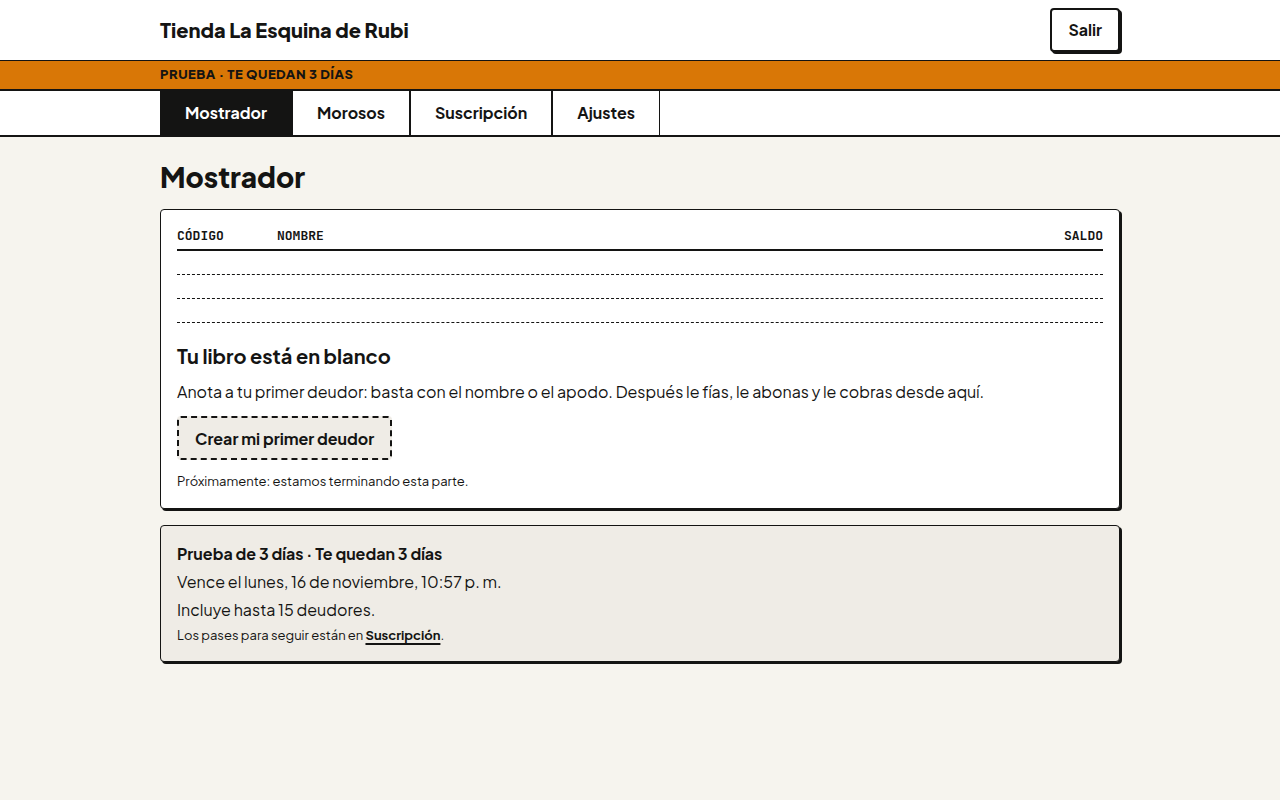 Tienda La Esquina de Rubi
Salir
PRUEBA · TE QUEDAN 3 DÍAS
Mostrador
Morosos
Suscripción
Ajustes
Mostrador
CÓDIGO NOMBRE SALDO
Tu libro está en blanco
Anota a tu primer deudor: basta con el nombre o el apodo. Después le fías, le abonas y le cobras desde aquí.
Crear mi primer deudor
Próximamente: estamos terminando esta parte.
Prueba de 3 días · Te quedan 3 días
Vence el lunes, 16 de noviembre, 10:57 p. m.
Incluye hasta 15 deudores.
Los pases para seguir están en Suscripción.